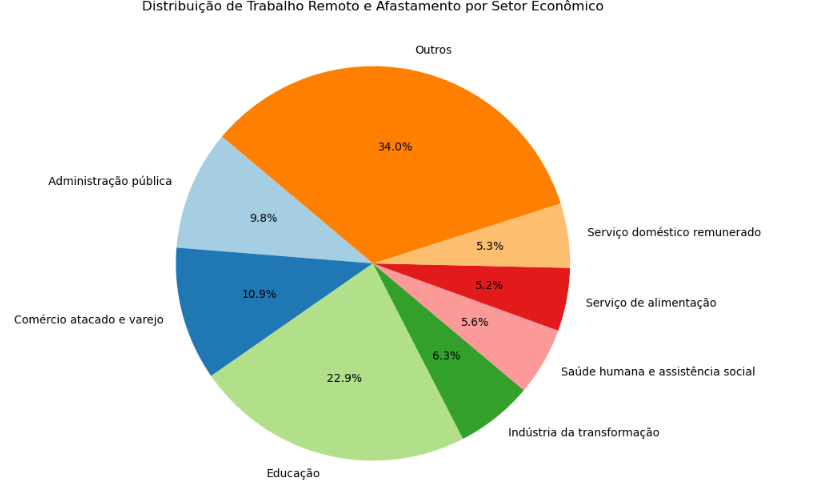 Distribuição de Trabalho Remoto e Afastamento por Setor Econômico
Outros
34.0%
Administração pública
9.8%
Serviço doméstico remunerado
5.3%
5.2%
Serviço de alimentação
10.9%
Comércio atacado e varejo
5.6%
Saúde humana e assistência social
6.3%
22.9%
Indústria da transformação
Educação